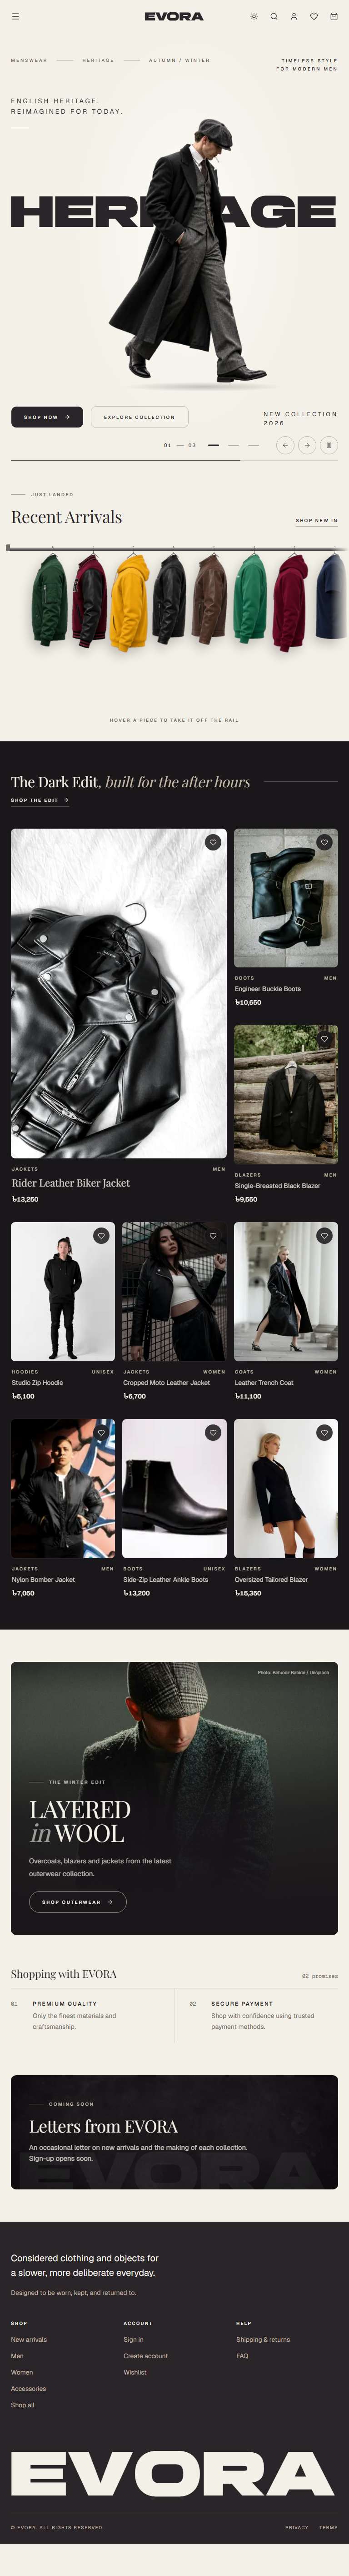 EVORA
MENSWEAR HERITAGE AUTUMN / WINTER
TIMELESS STYLE
FOR MODERN MEN
ENGLISH HERITAGE.
REIMAGINED FOR TODAY.
HERITAGE
SHOP NOW
EXPLORE COLLECTION
NEW COLLECTION
2026
01 — 03
JUST LANDED
Recent Arrivals
SHOP NEW IN
HOVER A PIECE TO TAKE IT OFF THE RAIL
The Dark Edit, built for the after hours
SHOP THE EDIT
JACKETS MEN
Rider Leather Biker Jacket
৳13,250
BOOTS MEN
Engineer Buckle Boots
৳10,650
BLAZERS MEN
Single-Breasted Black Blazer
৳9,550
HOODIES UNISEX
Studio Zip Hoodie
৳5,100
JACKETS WOMEN
Cropped Moto Leather Jacket
৳6,700
COATS WOMEN
Leather Trench Coat
৳11,100
JACKETS MEN
Nylon Bomber Jacket
৳7,050
BOOTS UNISEX
Side-Zip Leather Ankle Boots
৳13,200
BLAZERS WOMEN
Oversized Tailored Blazer
৳15,350
Photo: Behrouz Rahimi / Unsplash
THE WINTER EDIT
LAYERED
in WOOL
Overcoats, blazers and jackets from the latest
outerwear collection.
SHOP OUTERWEAR
Shopping with EVORA
02 promises
01 PREMIUM QUALITY
Only the finest materials and
craftsmanship.
02 SECURE PAYMENT
Shop with confidence using trusted
payment methods.
COMING SOON
Letters from EVORA
An occasional letter on new arrivals and the making of each collection.
Sign-up opens soon.
EVORA
Considered clothing and objects for
a slower, more deliberate everyday.
Designed to be worn, kept, and returned to.
SHOP
New arrivals
Men
Women
Accessories
Shop all
ACCOUNT
Sign in
Create account
Wishlist
HELP
Shipping & returns
FAQ
EVORA
© EVORA. ALL RIGHTS RESERVED.
PRIVACY TERMS